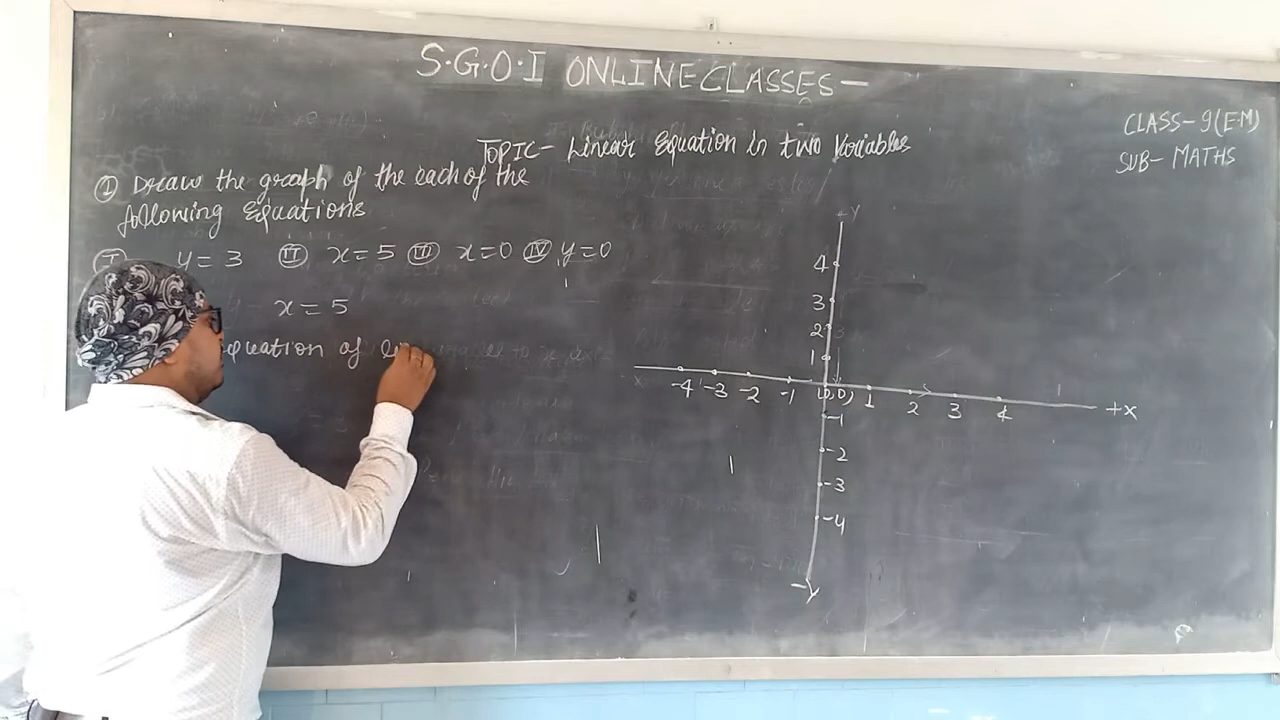 S.G.O.I ONLINE CLASSES -
CLASS - 9 (E.M)
SUB - MATHS
TOPIC - Linear Equation in two Variables
① Draw the graph of the each of the
following Equations
Ⓘ y = 3 Ⓘⓘ x = 5 Ⓘⓘⓘ x = 0 ⒾⓋ y = 0
x = 5
equation of
+Y
4
3
2
1
X -4 -3 -2 -1 (0,0) 1 2 3 4 +X
-1
-2
-3
-4
-Y